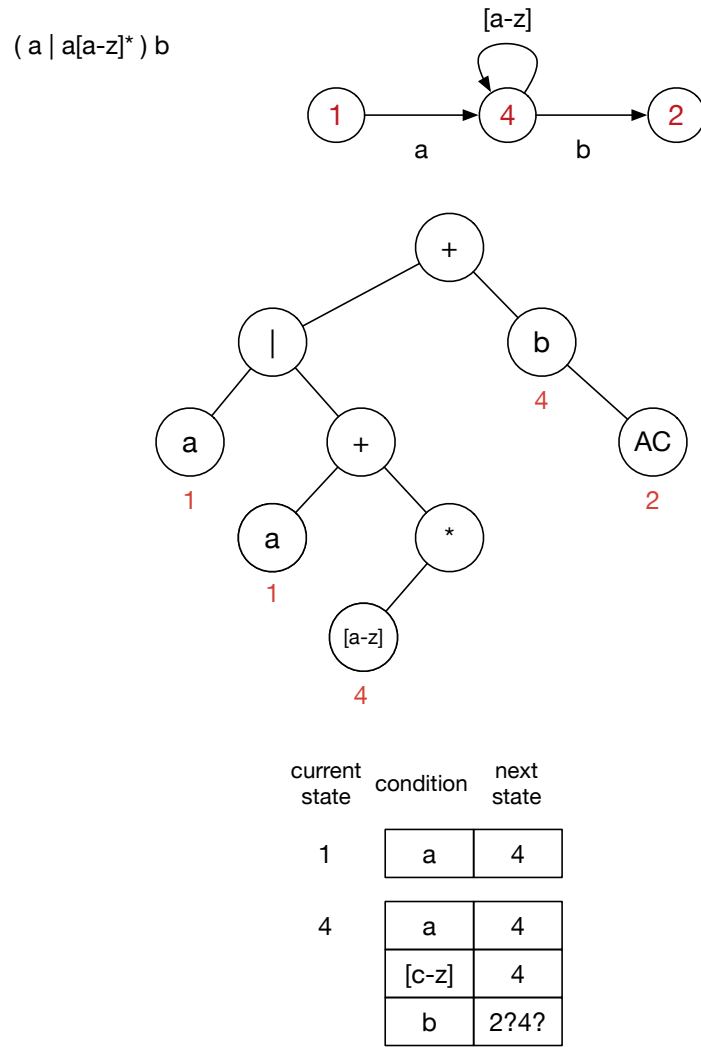 ( a | a[a-z]* ) b
[a-z]
1
4
2
a
b
+
|
b
4
a
+
AC
1
2
a
*
1
[a-z]
4
current state
condition
next state
1
a
4
4
a
4
[c-z]
4
b
2?4?